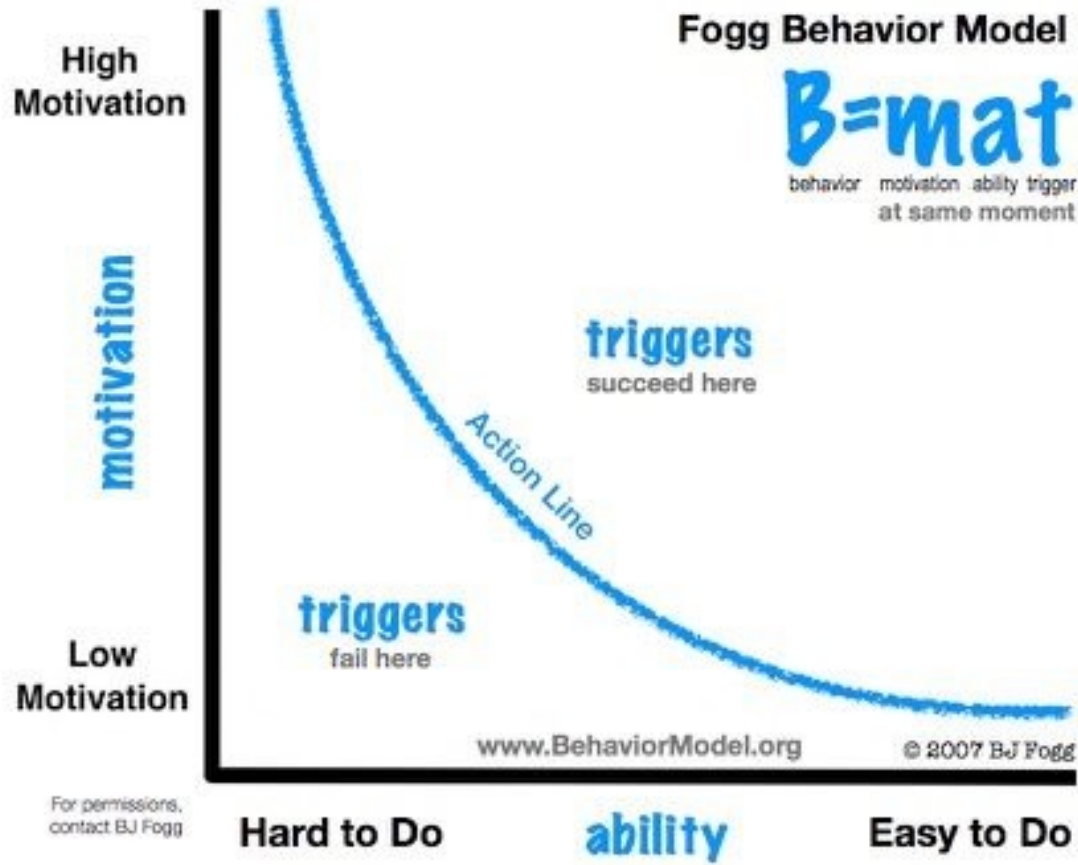 Fogg Behavior Model
B=mat
behavior motivation ability trigger
at same moment
High
Motivation
motivation
triggers
succeed here
Action Line
triggers
fail here
Low
Motivation
www.BehaviorModel.org
© 2007 BJ Fogg
For permissions,
contact BJ Fogg
Hard to Do
ability
Easy to Do